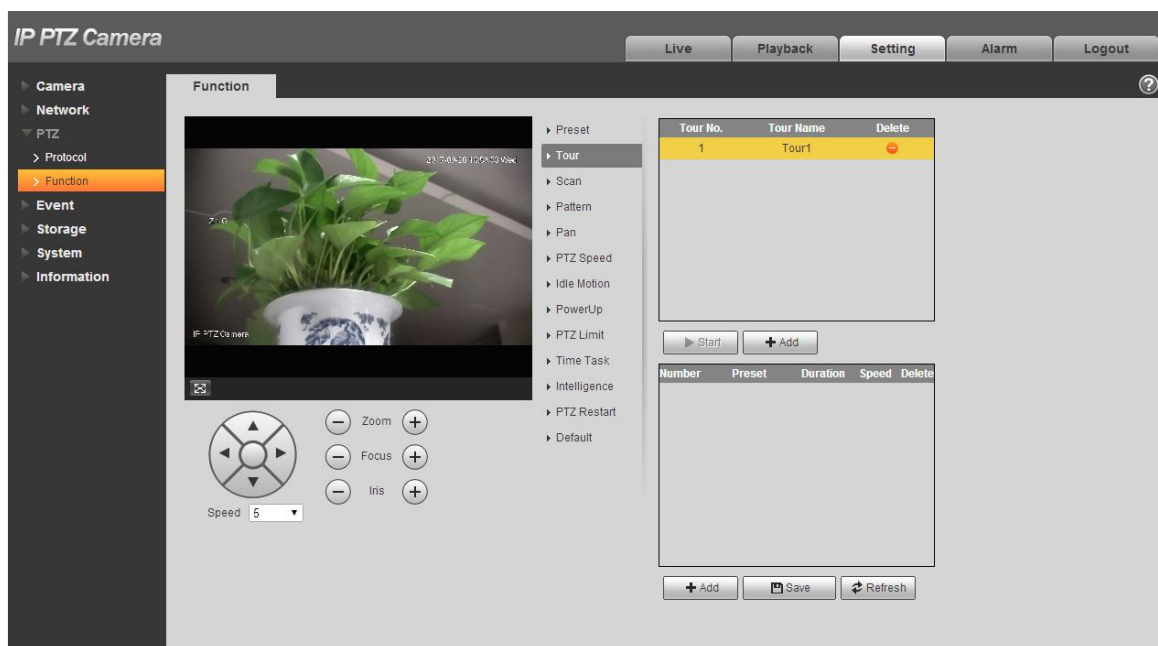 IP PTZ Camera
Live Playback Setting Alarm Logout
Camera
Network
PTZ
Protocol
Function
Event
Storage
System
Information
Function
?
IP PTZ Camera
Zoom
Focus
Iris
Speed 5
Preset
Tour
Scan
Pattern
Pan
PTZ Speed
Idle Motion
PowerUp
PTZ Limit
Time Task
Intelligence
PTZ Restart
Default
Tour No. Tour Name Delete
1 Tour1
Start Add
Number Preset Duration Speed Delete
Add Save Refresh